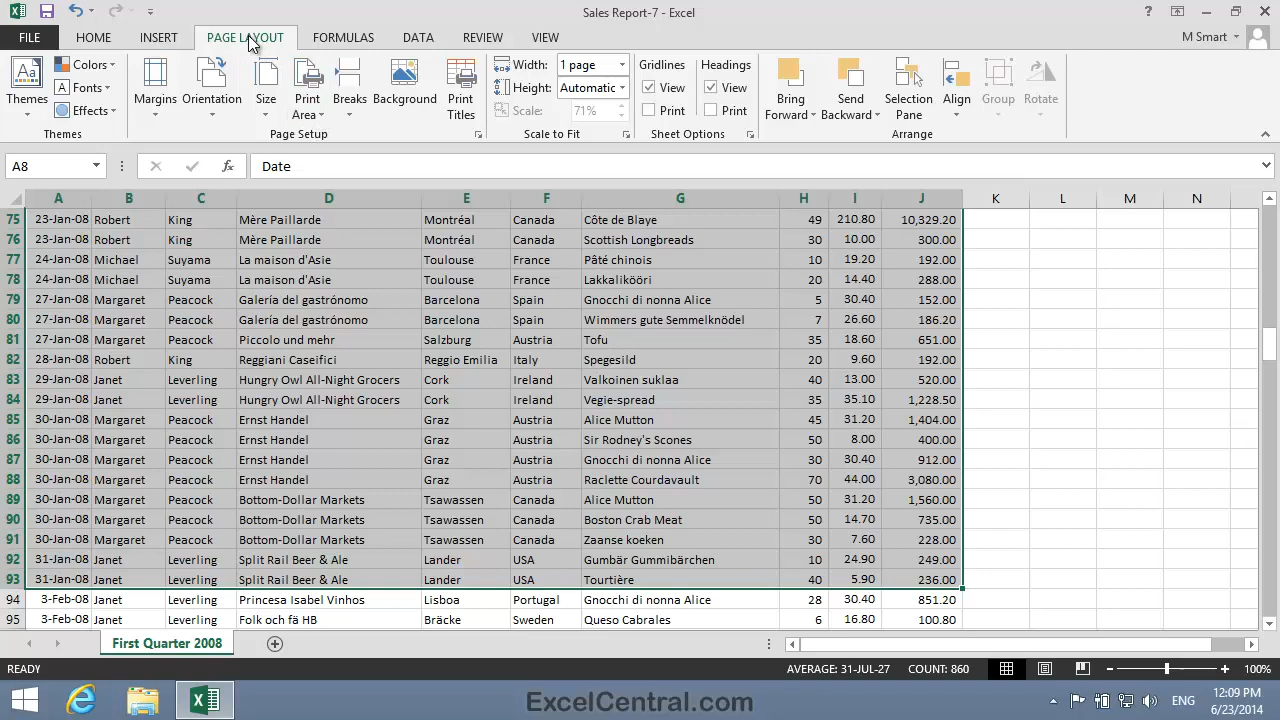 Sales Report-7 - Excel
FILE HOME INSERT PAGE LAYOUT FORMULAS DATA REVIEW VIEW M Smart
Themes Colors Fonts Effects
Margins Orientation Size Print Area Breaks Background Print Titles
Width: 1 page
Height: Automatic
Scale: 71%
Gridlines Headings
View View
Print Print
Bring Forward Send Backward Selection Pane Align Group Rotate
Themes Page Setup Scale to Fit Sheet Options Arrange
A8 fx Date
A B C D E F G H I J K L M N
75 23-Jan-08 Robert King Mère Paillarde Montréal Canada Côte de Blaye 49 210.80 10,329.20
76 23-Jan-08 Robert King Mère Paillarde Montréal Canada Scottish Longbreads 30 10.00 300.00
77 24-Jan-08 Michael Suyama La maison d'Asie Toulouse France Pâté chinois 10 19.20 192.00
78 24-Jan-08 Michael Suyama La maison d'Asie Toulouse France Lakkalikööri 20 14.40 288.00
79 27-Jan-08 Margaret Peacock Galería del gastrónomo Barcelona Spain Gnocchi di nonna Alice 5 30.40 152.00
80 27-Jan-08 Margaret Peacock Galería del gastrónomo Barcelona Spain Wimmers gute Semmelknödel 7 26.60 186.20
81 27-Jan-08 Margaret Peacock Piccolo und mehr Salzburg Austria Tofu 35 18.60 651.00
82 28-Jan-08 Robert King Reggiani Caseifici Reggio Emilia Italy Spegesild 20 9.60 192.00
83 29-Jan-08 Janet Leverling Hungry Owl All-Night Grocers Cork Ireland Valkoinen suklaa 40 13.00 520.00
84 29-Jan-08 Janet Leverling Hungry Owl All-Night Grocers Cork Ireland Vegie-spread 35 35.10 1,228.50
85 30-Jan-08 Margaret Peacock Ernst Handel Graz Austria Alice Mutton 45 31.20 1,404.00
86 30-Jan-08 Margaret Peacock Ernst Handel Graz Austria Sir Rodney's Scones 50 8.00 400.00
87 30-Jan-08 Margaret Peacock Ernst Handel Graz Austria Gnocchi di nonna Alice 30 30.40 912.00
88 30-Jan-08 Margaret Peacock Ernst Handel Graz Austria Raclette Courdavault 70 44.00 3,080.00
89 30-Jan-08 Margaret Peacock Bottom-Dollar Markets Tsawassen Canada Alice Mutton 50 31.20 1,560.00
90 30-Jan-08 Margaret Peacock Bottom-Dollar Markets Tsawassen Canada Boston Crab Meat 50 14.70 735.00
91 30-Jan-08 Margaret Peacock Bottom-Dollar Markets Tsawassen Canada Zaanse koeken 30 7.60 228.00
92 31-Jan-08 Janet Leverling Split Rail Beer & Ale Lander USA Gumbär Gummibärchen 10 24.90 249.00
93 31-Jan-08 Janet Leverling Split Rail Beer & Ale Lander USA Tourtière 40 5.90 236.00
94 3-Feb-08 Janet Leverling Princesa Isabel Vinhos Lisboa Portugal Gnocchi di nonna Alice 28 30.40 851.20
95 3-Feb-08 Janet Leverling Folk och fä HB Bräcke Sweden Queso Cabrales 6 16.80 100.80
First Quarter 2008
READY AVERAGE: 31-JUL-27 COUNT: 860 100%
ExcelCentral.com
ENG 12:09 PM
6/23/2014